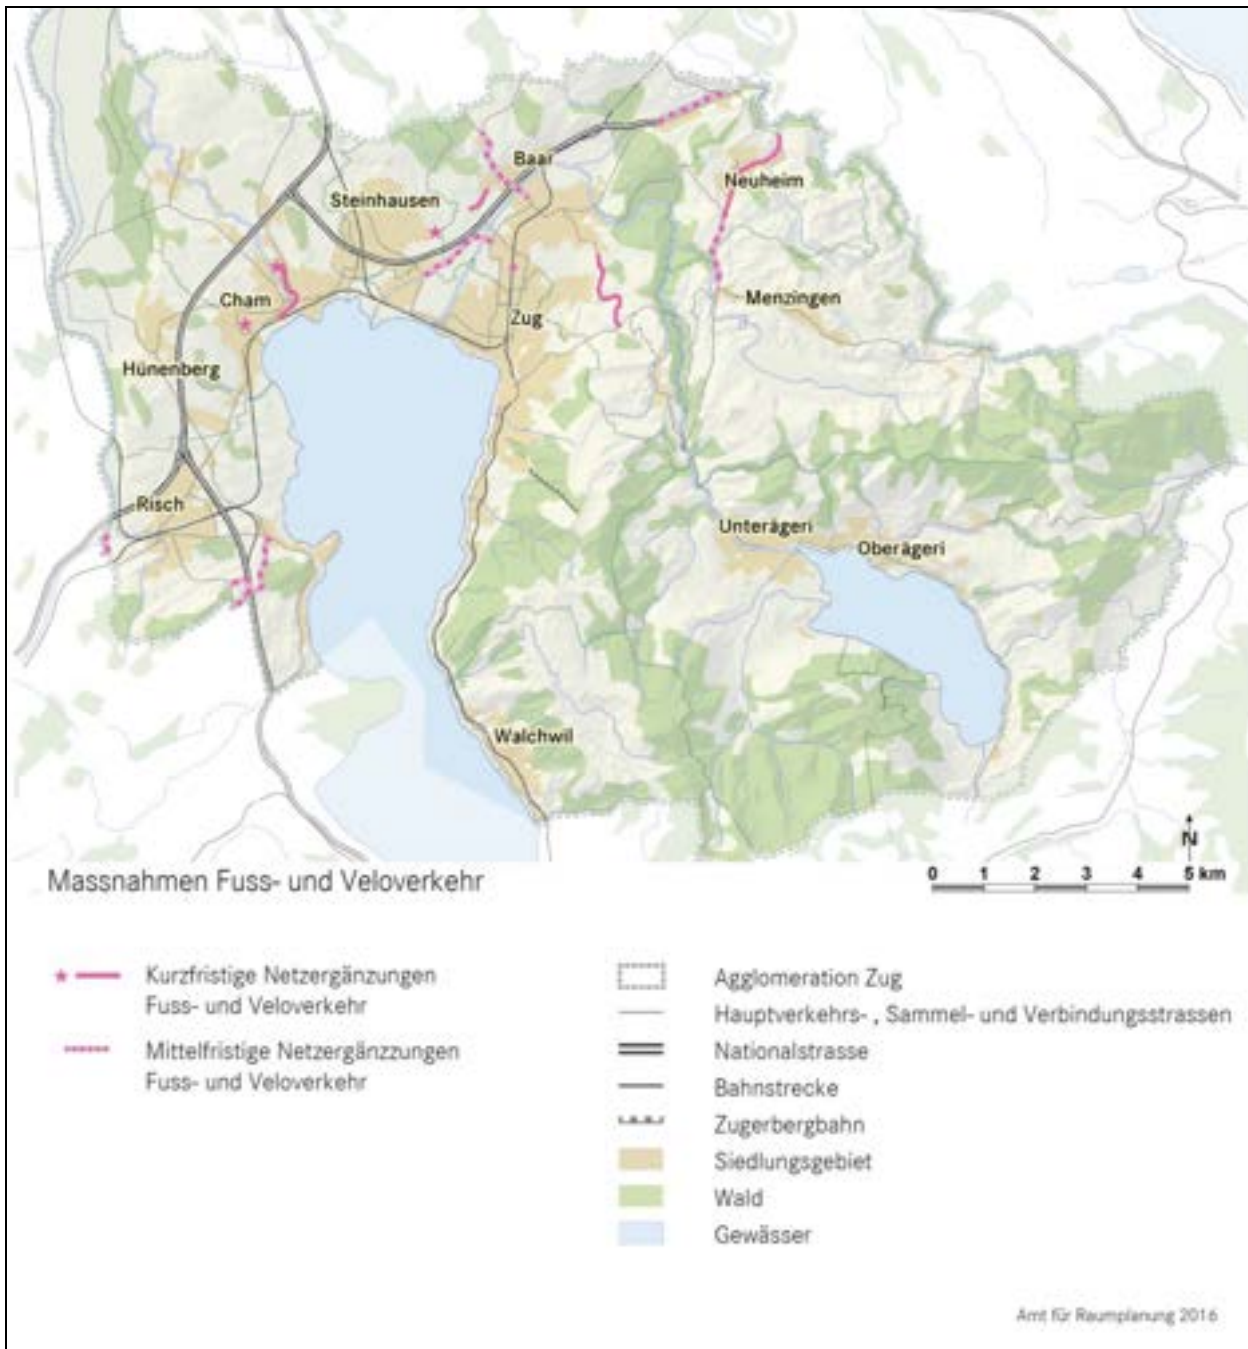 Baar
Neuheim
Steinhausen
Cham
Menzingen
Zug
Hünenberg
Risch
Unterägeri
Oberägeri
Walchwil
N
0 1 2 3 4 5 km
Massnahmen Fuss- und Veloverkehr
Kurzfristige Netzergänzungen
Fuss- und Veloverkehr
Mittelfristige Netzergänzzungen
Fuss- und Veloverkehr
Agglomeration Zug
Hauptverkehrs- , Sammel- und Verbindungsstrassen
Nationalstrasse
Bahnstrecke
Zugerbergbahn
Siedlungsgebiet
Wald
Gewässer
Amt für Raumplanung 2016